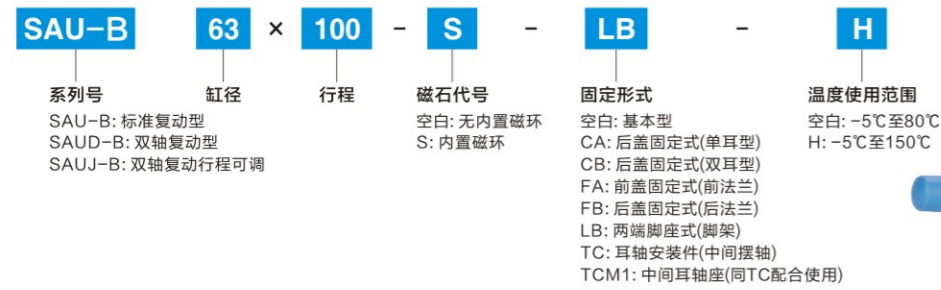 SAU-B 63 × 100 - S - LB - H
系列号 缸径 行程 磁石代号 固定形式 温度使用范围
SAU-B: 标准复动型 空白: 无内置磁环 空白: 基本型 空白: -5℃至80℃
SAUD-B: 双轴复动型 S: 内置磁环 CA: 后盖固定式(单耳型) H: -5℃至150℃
SAUJ-B: 双轴复动行程可调 CB: 后盖固定式(双耳型)
FA: 前盖固定式(前法兰)
FB: 后盖固定式(后法兰)
LB: 两端脚座式(脚架)
TC: 耳轴安装件(中间摆轴)
TCM1: 中间耳轴座(同TC配合使用)